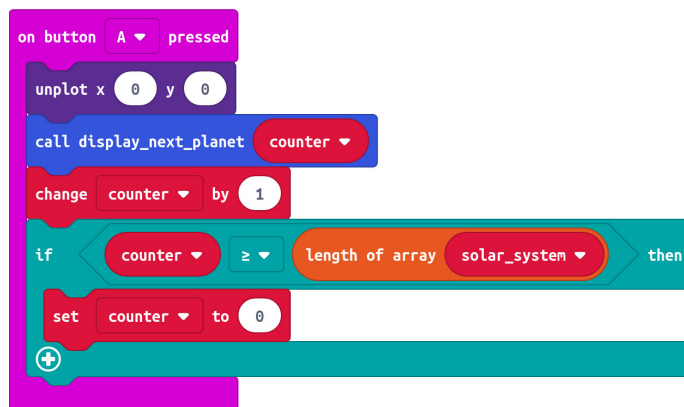 on button A pressed
unplot x 0 y 0
call display_next_planet counter
change counter by 1
if counter ≥ length of array solar_system then
set counter to 0